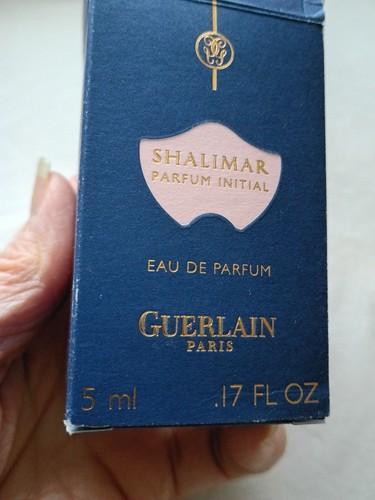 SHALIMAR
PARFUM INITIAL
EAU DE PARFUM
GUERLAIN
PARIS
5 ml .17 FL OZ